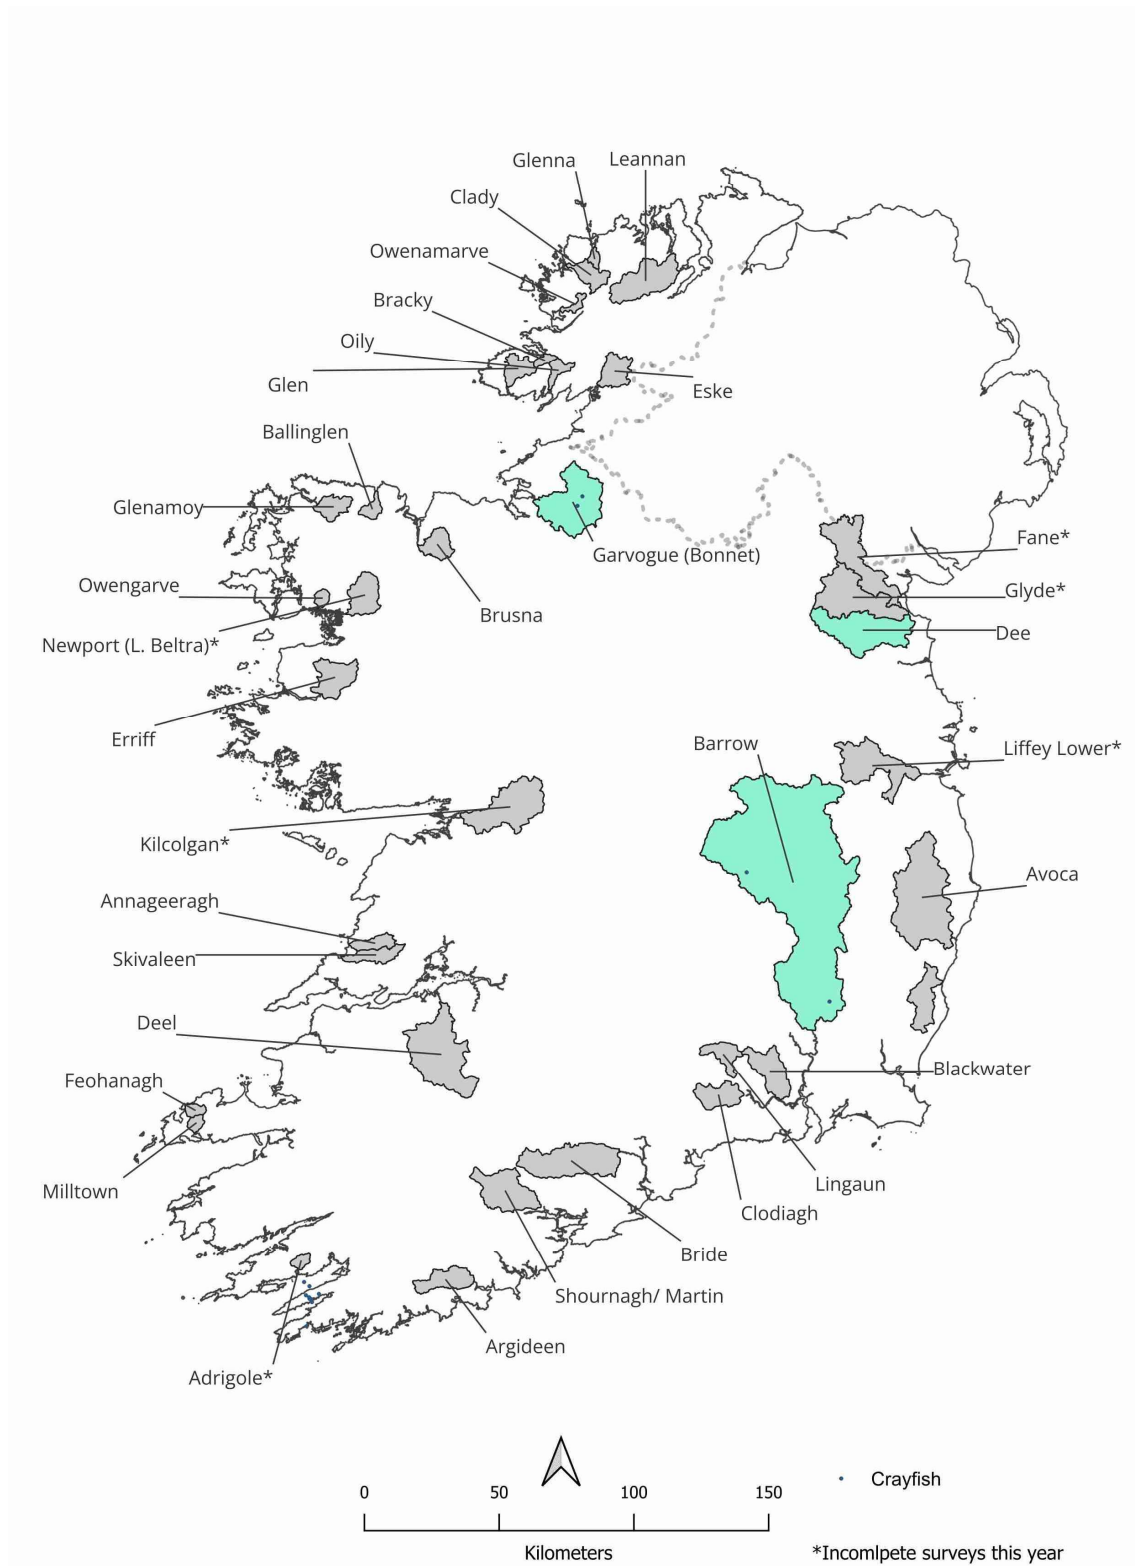 Glenna
Leannan
Clady
Owenamarve
Bracky
Oily
Glen
Eske
Ballinglen
Glenamoy
Fane*
Garvogue (Bonnet)
Owengarve
Glyde*
Brusna
Dee
Newport (L. Beltra)*
Erriff
Barrow
Liffey Lower*
Kilcolgan*
Avoca
Annageeragh
Skivaleen
Deel
Blackwater
Feohanagh
Milltown
Lingaun
Clodiagh
Bride
Shournagh/ Martin
Argideen
Adrigole*
Crayfish
0 50 100 150
Kilometers
*Incomlpete surveys this year